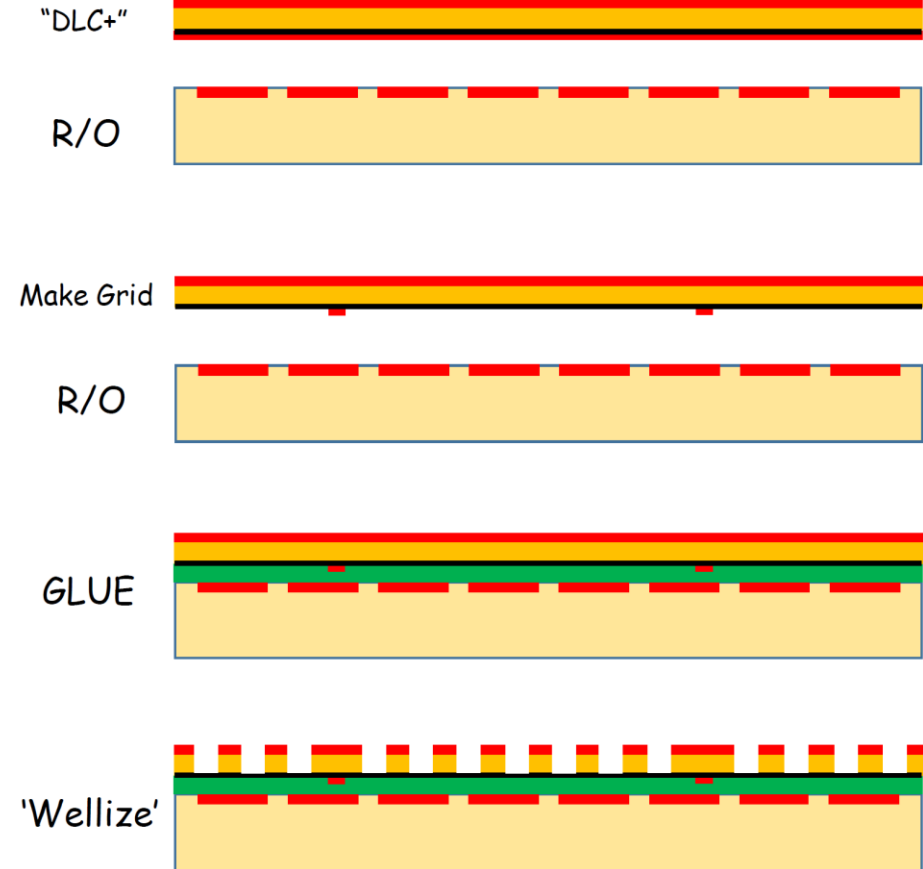 “DLC+”
R/O
Make Grid
R/O
GLUE
'Wellize’